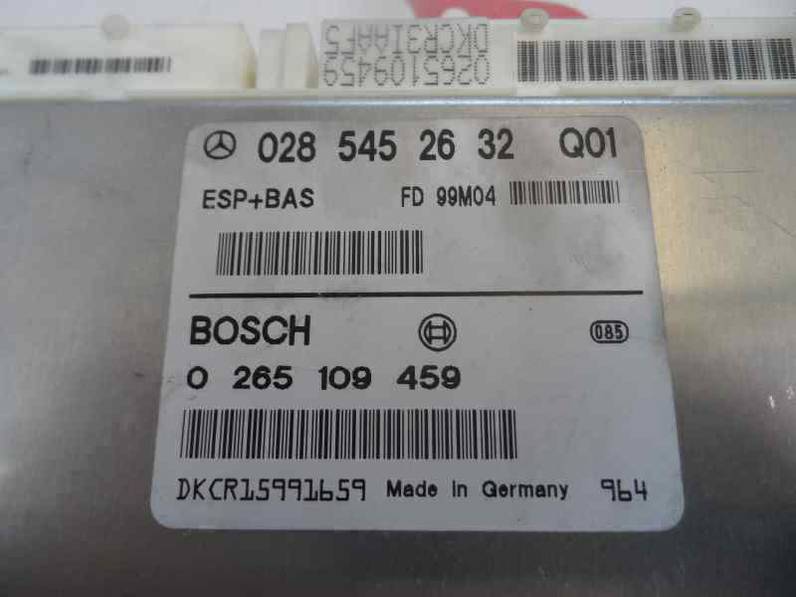 0265109459
DKCR3IAAF5
028 545 26 32 Q01
ESP+BAS FD 99M04
BOSCH 085
0 265 109 459
DKCR15991659 Made in Germany 964